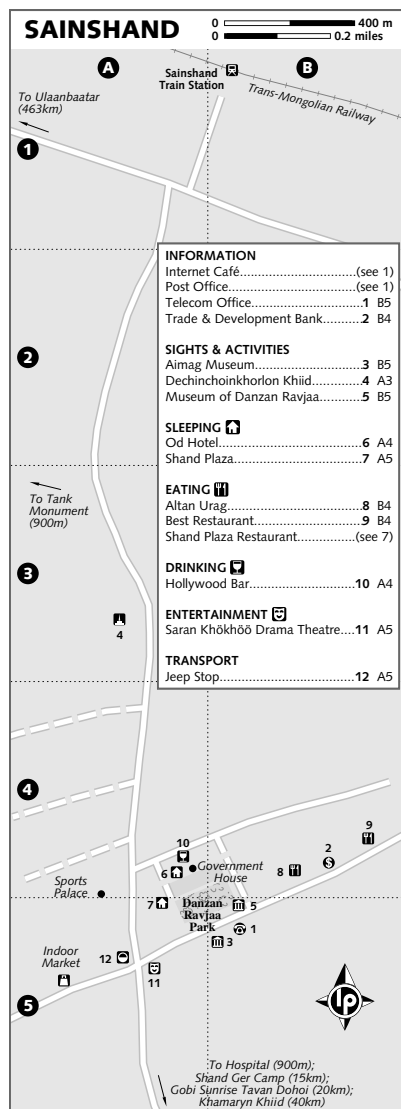 SAINSHAND
0 400 m
0 0.2 miles
A
B
Sainshand
Train Station
Trans-Mongolian Railway
To Ulaanbaatar
(463km)
1
INFORMATION
Internet Café................................(see 1)
Post Office...................................(see 1)
Telecom Office..............................1 B5
Trade & Development Bank..........2 B4
SIGHTS & ACTIVITIES
Aimag Museum.............................3 B5
Dechinchoinkhorlon Khiid.............4 A3
Museum of Danzan Ravjaa............5 B5
SLEEPING
Od Hotel.......................................6 A4
Shand Plaza...................................7 A5
EATING
Altan Urag....................................8 B4
Best Restaurant.............................9 B4
Shand Plaza Restaurant...............(see 7)
DRINKING
Hollywood Bar............................10 A4
ENTERTAINMENT
Saran Khökhöö Drama Theatre...11 A5
TRANSPORT
Jeep Stop....................................12 A5
2
To Tank
Monument
(900m)
3
4
4
10
9
2
6
Government
House
8
Sports
Palace
7
Danzan
Ravjaa
Park
5
1
3
Indoor
Market
12
11
5
lp
To Hospital (900m);
Shand Ger Camp (15km);
Gobi Sunrise Tavan Dohoi (20km);
Khamaryn Khiid (40km)